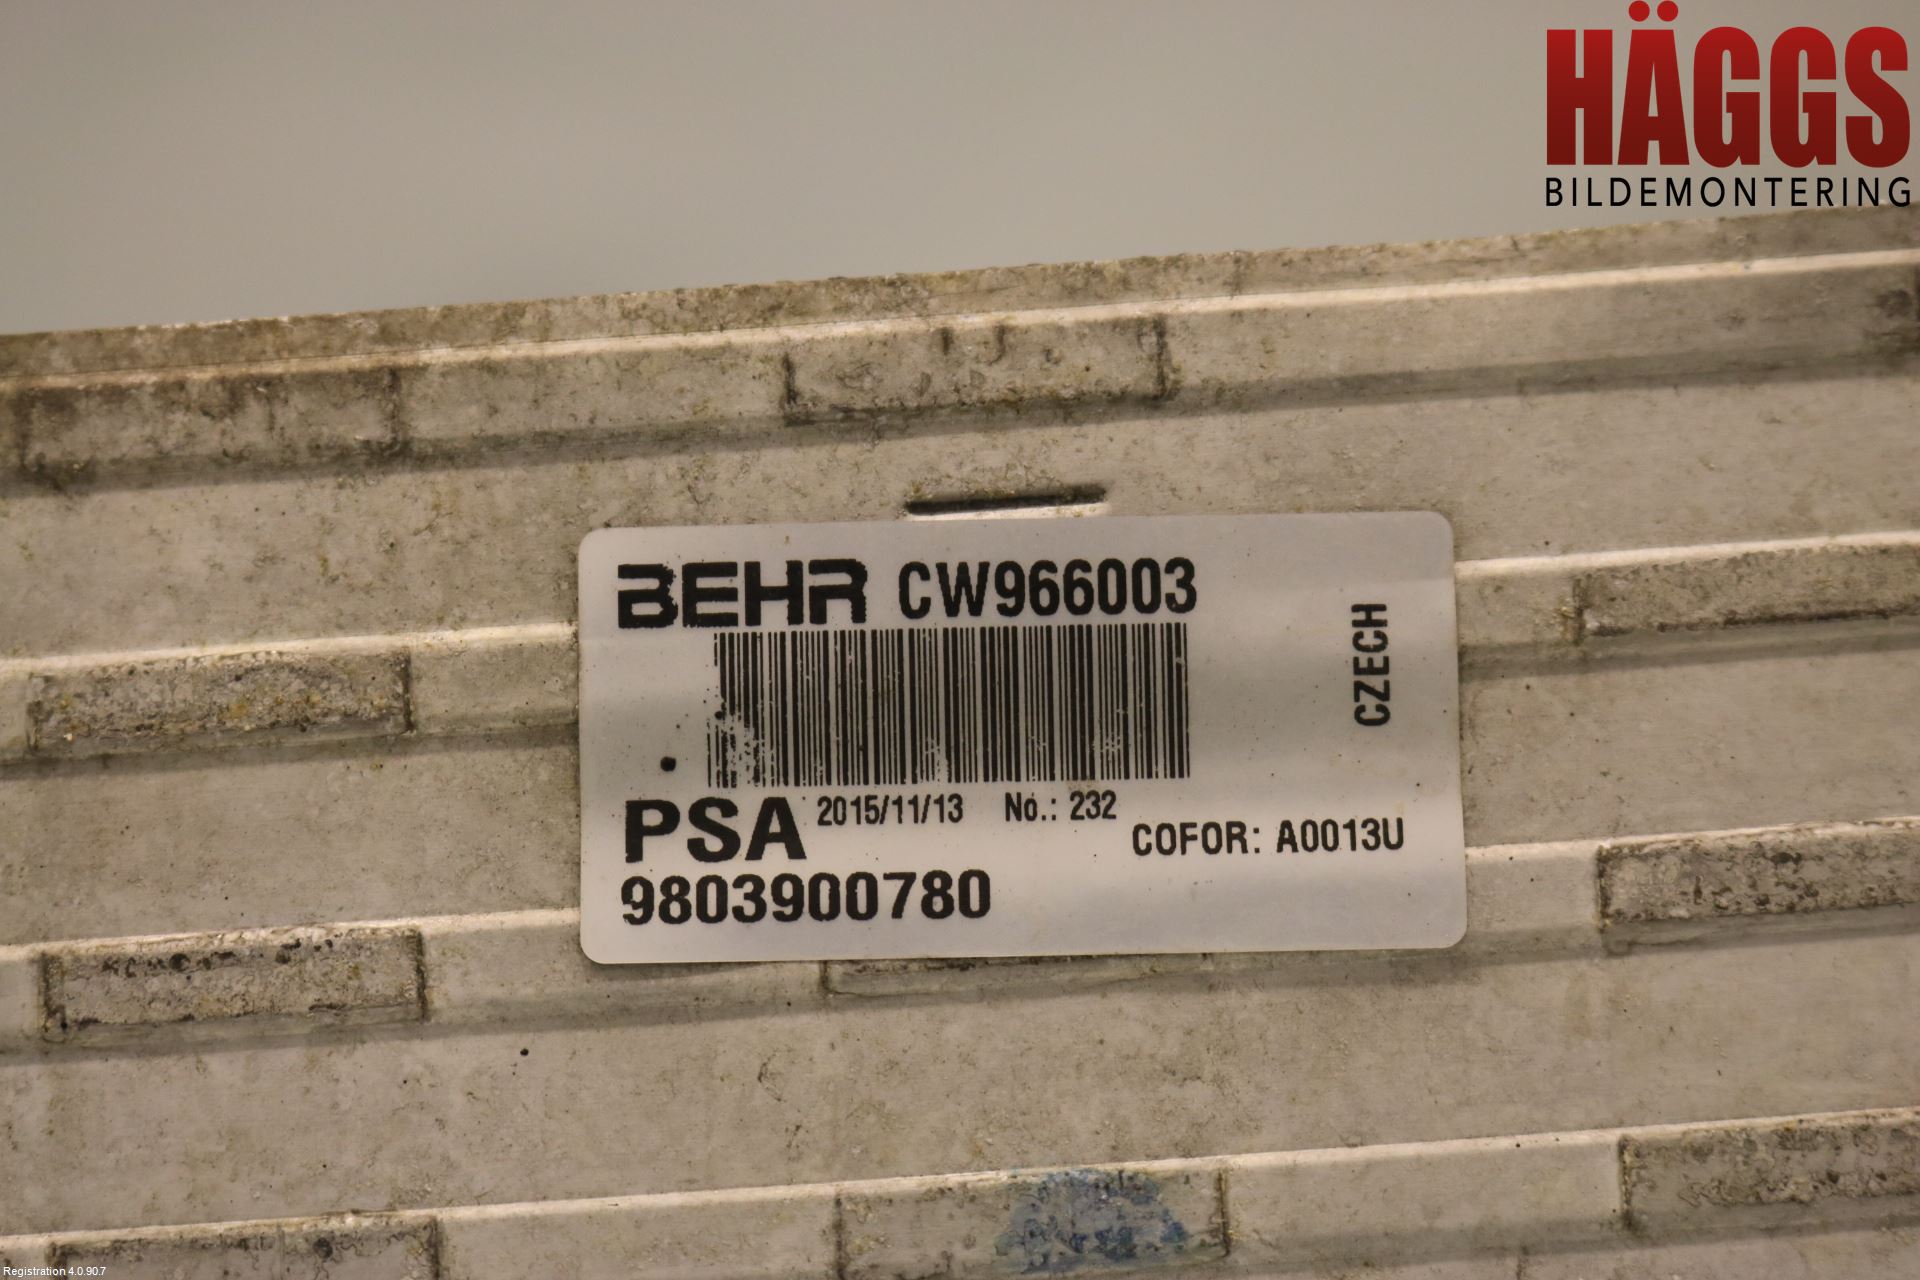 HÄGGS
BILDEMONTERING
BEHR CW966003
CZECH
PSA 2015/11/13 No.: 232
COFOR: A0013U
9803900780
Registration 4.0.90.7